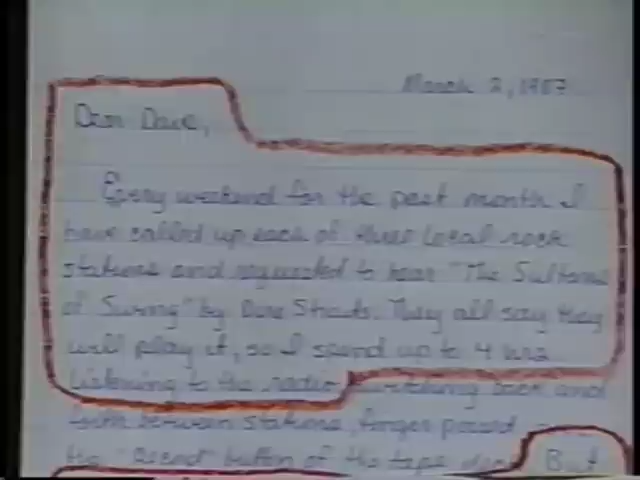 March 2, 1987
Dear Dave,
Every weekend for the past month I
have called up each of three local rock
stations and requested to hear "The Sultans
of Swing" by Dire Straits. They all say they
will play it, so I spend up to 4 hrs
listening to the radio, switching back and
forth between stations, finger poised
the "Record" button of the tape deck. But